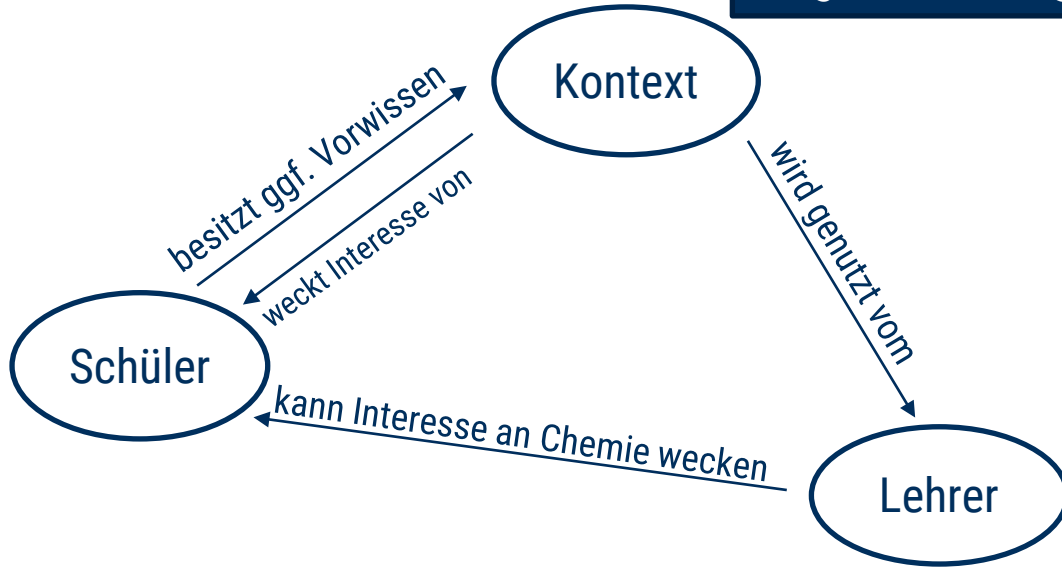 Kontext
besitzt ggf. Vorwissen
weckt Interesse von
wird genutzt vom
Schüler
kann Interesse an Chemie wecken
Lehrer